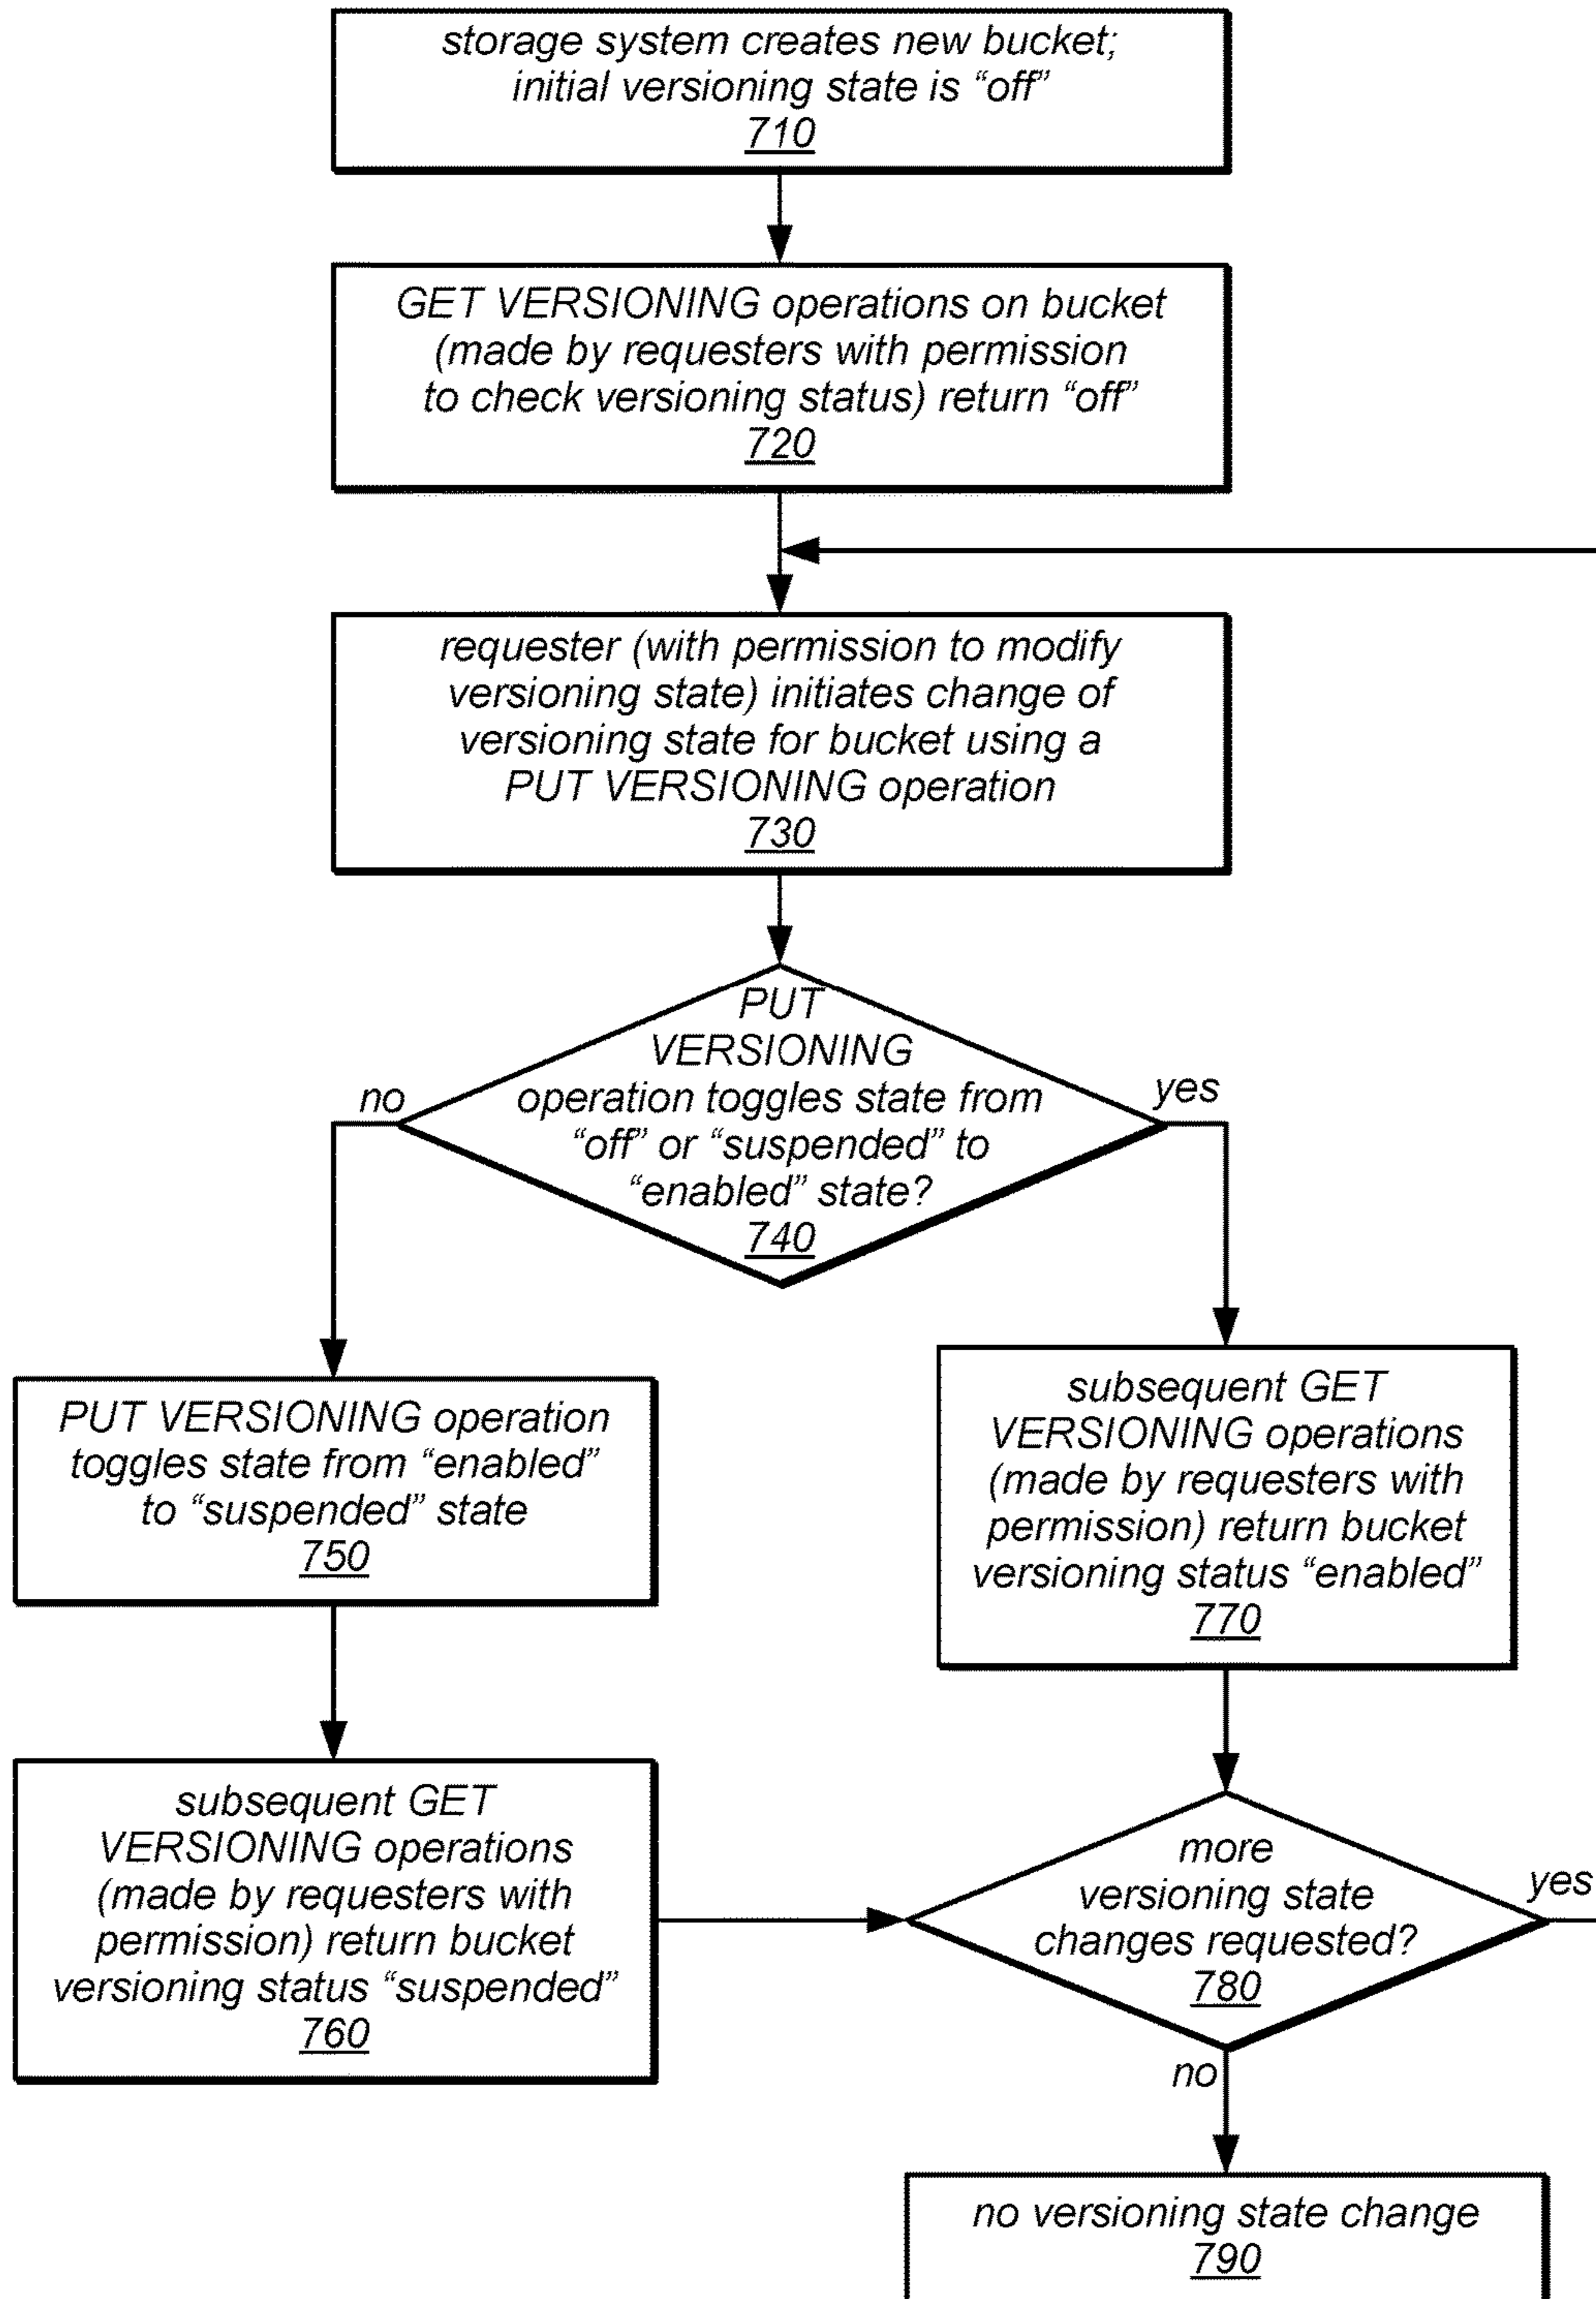 storage system creates new bucket;
initial versioning state is “off”
710
GET VERSIONING operations on bucket
(made by requesters with permission
to check versioning status) return “off”
720
requester (with permission to modify
versioning state) initiates change of
versioning state for bucket using a
PUT VERSIONING operation
730
PUT
VERSIONING
operation toggles state from
“off” or “suspended” to
“enabled” state?
740
no
yes
PUT VERSIONING operation
toggles state from “enabled”
to “suspended” state
750
subsequent GET
VERSIONING operations
(made by requesters with
permission) return bucket
versioning status “enabled”
770
subsequent GET
VERSIONING operations
(made by requesters with
permission) return bucket
versioning status “suspended”
760
more
versioning state
changes requested?
780
yes
no
no versioning state change
790